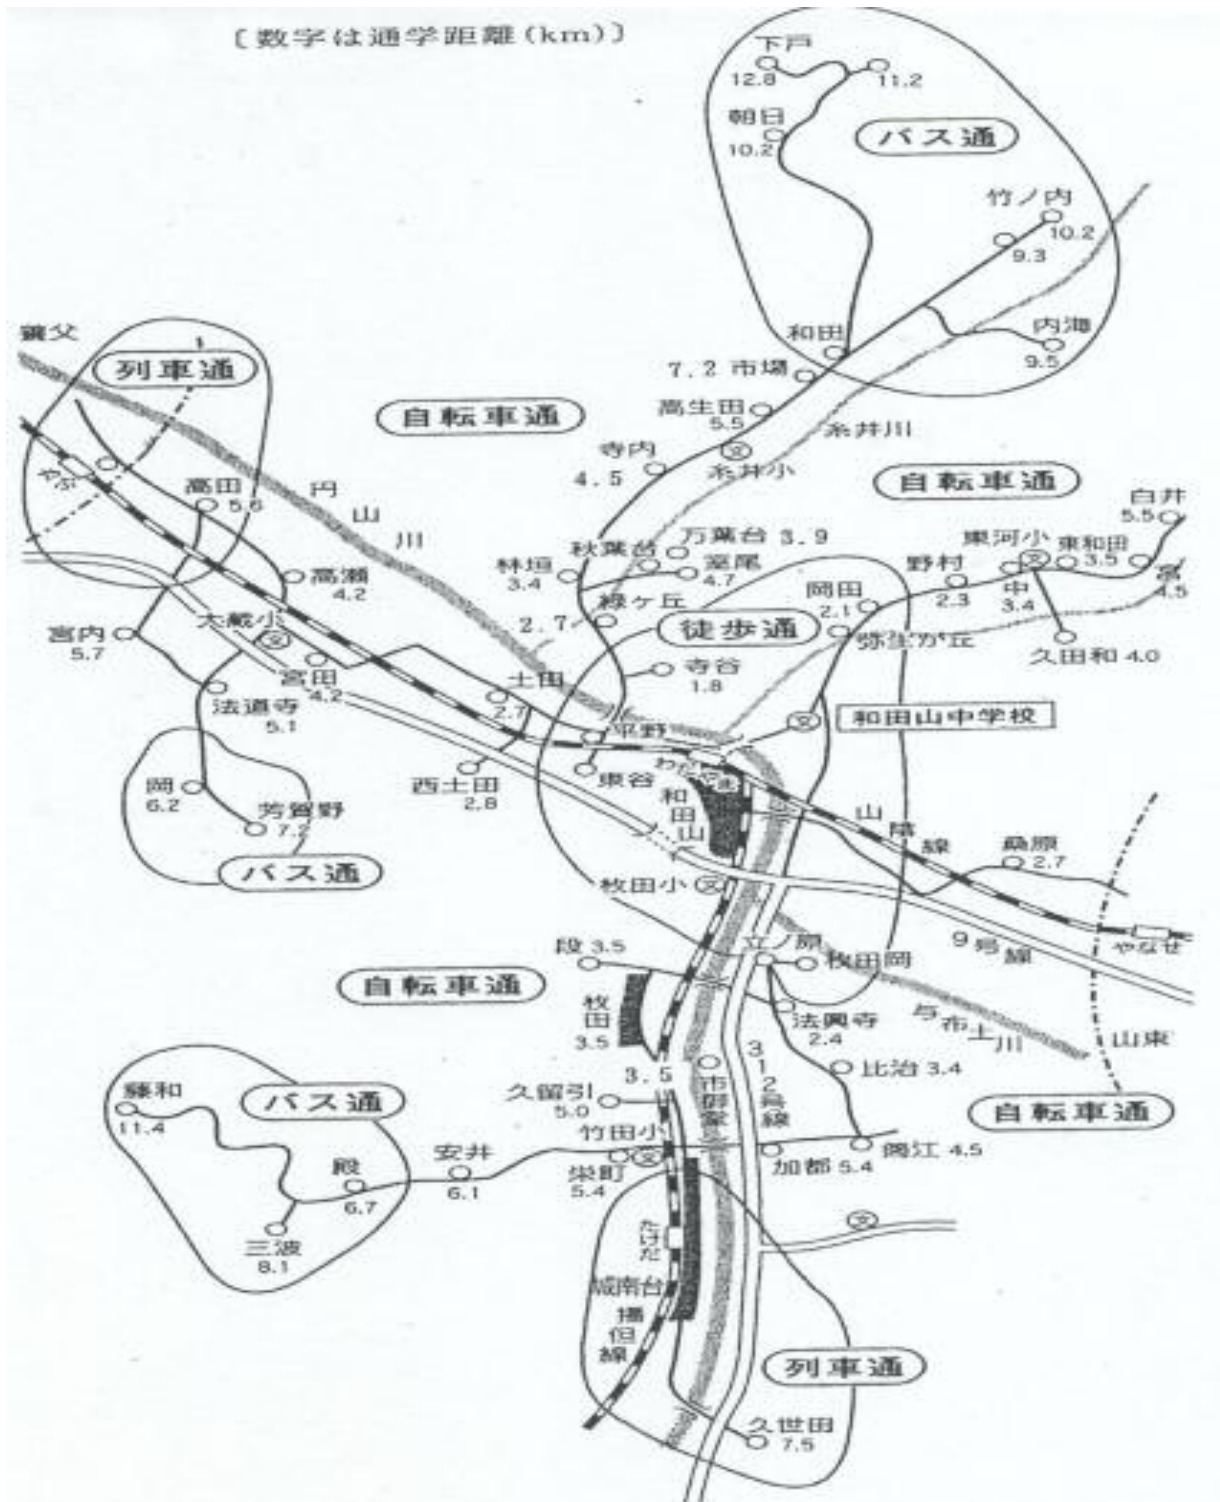 〔数字は通学距離(km)〕
下戸
12.8
11.2
朝日
10.2
バス通
竹ノ内
10.2
9.3
和田
内海
9.5
養父
列車通
7.2 市場
自転車通
高生田
5.5
糸井川
寺内
4.5
糸井小
自転車通
やぶ
高田
5.6
円山川
白井
5.5
万葉台 3.9
東河小
東和田
3.5
秋葉台
林垣
3.4
室尾
4.7
野村
2.3
中
3.4
宮
4.5
高瀬
4.2
岡田
2.1
緑ヶ丘
2.7
徒歩通
大蔵小
宮内
5.7
弥生が丘
久田和 4.0
寺谷
1.8
宮田
4.2
土田
2.7
法道寺
5.1
和田山中学校
平野
わだやま
岡
6.2
西土田
2.8
東谷
和田山
芳賀野
7.2
山陰線
桑原
2.7
バス通
枚田小
9号線
やなせ
段 3.5
立ノ原
枚田岡
自転車通
枚田
3.5
法興寺
2.4
与布土川
山東
3.5
312号線
比治 3.4
藤和
11.4
バス通
久留引
5.0
市御堂
自転車通
竹田小
安井
6.1
栄町
5.4
加都 5.4
4.5
殿
6.7
三波
8.1
たけだ
城南台
播但線
列車通
久世田
7.5